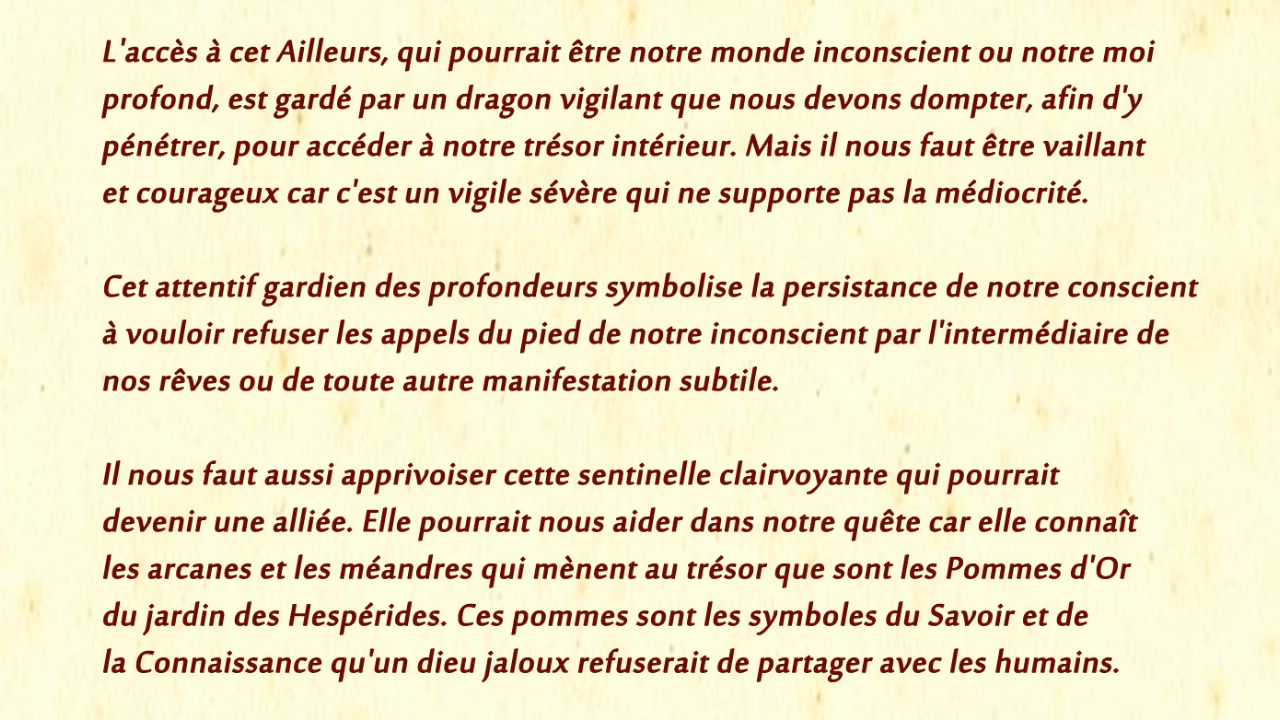 L'accès à cet Ailleurs, qui pourrait être notre monde inconscient ou notre moi
profond, est gardé par un dragon vigilant que nous devons dompter, afin d'y
pénétrer, pour accéder à notre trésor intérieur. Mais il nous faut être vaillant
et courageux car c'est un vigile sévère qui ne supporte pas la médiocrité.
Cet attentif gardien des profondeurs symbolise la persistance de notre conscient
à vouloir refuser les appels du pied de notre inconscient par l'intermédiaire de
nos rêves ou de toute autre manifestation subtile.
Il nous faut aussi apprivoiser cette sentinelle clairvoyante qui pourrait
devenir une alliée. Elle pourrait nous aider dans notre quête car elle connaît
les arcanes et les méandres qui mènent au trésor que sont les Pommes d'Or
du jardin des Hespérides. Ces pommes sont les symboles du Savoir et de
la Connaissance qu'un dieu jaloux refuserait de partager avec les humains.